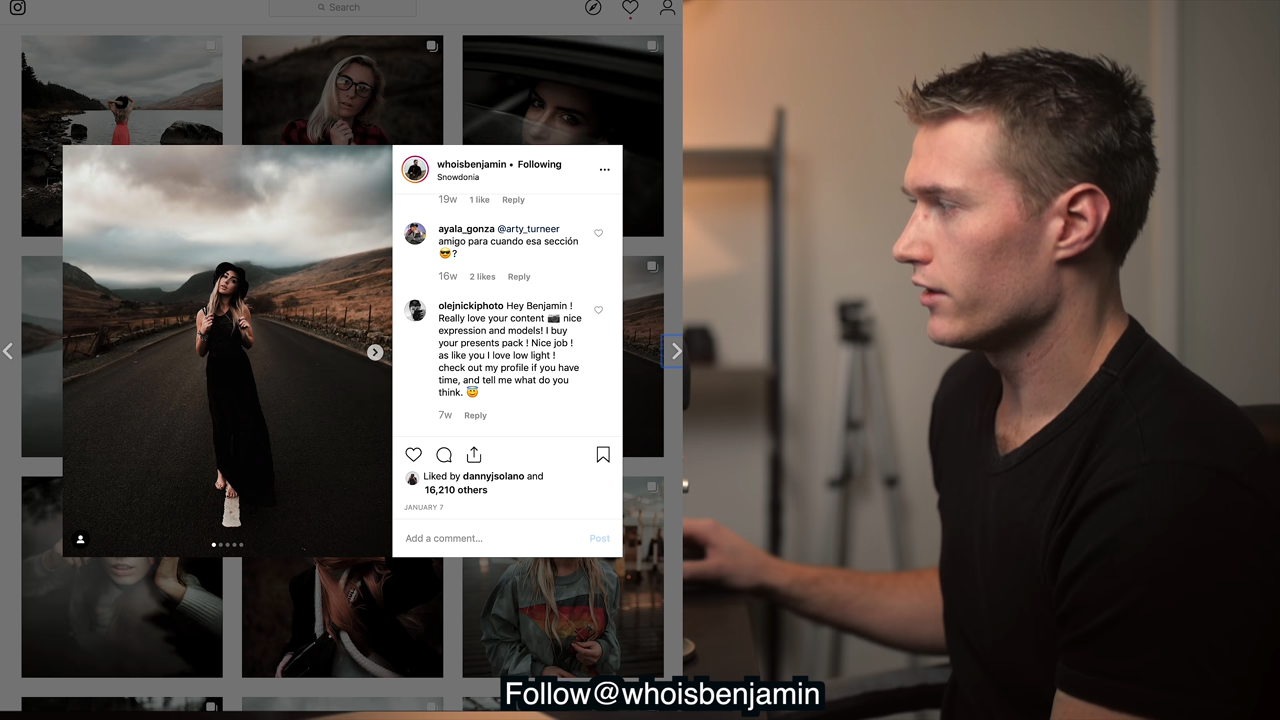 Search
whoisbenjamin • Following
Snowdonia
19w 1 like Reply
ayala_gonza @arty_turneer
amigo para cuando esa sección
😎?
16w 2 likes Reply
olejnickiphoto Hey Benjamin !
Really love your content 📷 nice
expression and models! I buy
your presents pack ! Nice job !
as like you I love low light !
check out my profile if you have
time, and tell me what do you
think. 😇
7w Reply
Liked by dannyjsolano and
16,210 others
JANUARY 7
Add a comment... Post
Follow@whoisbenjamin